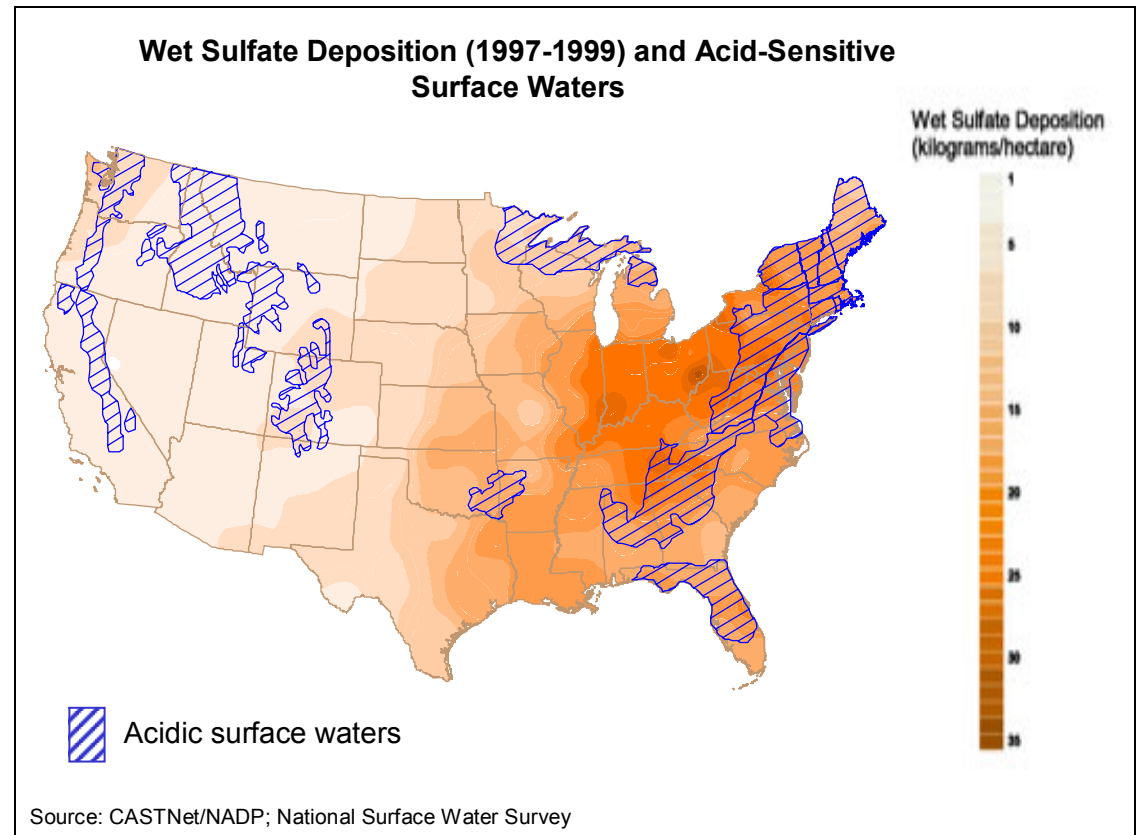 Wet Sulfate Deposition (1997-1999) and Acid-Sensitive
Surface Waters
Wet Sulfate Deposition
(kilograms/hectare)
1
5
10
15
20
25
30
35
Acidic surface waters
Source: CASTNet/NADP; National Surface Water Survey